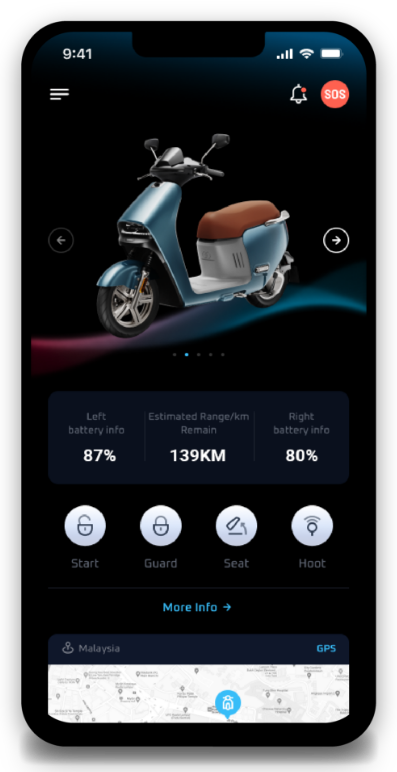 9:41
SOS
Left
battery info
87%
Estimated Range/km
Remain
139KM
Right
battery info
80%
Start
Guard
Seat
Hoot
More Info →
Malaysia
GPS